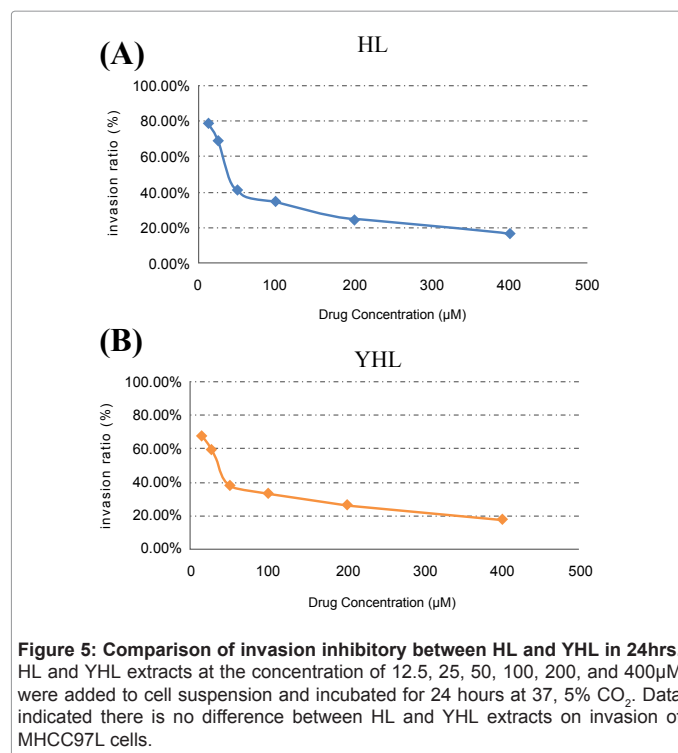 (A)
HL
100.00%
80.00%
60.00%
40.00%
20.00%
0.00%
invasion ratio (%)
0 100 200 300 400 500
Drug Concentration (µM)
(B)
YHL
100.00%
80.00%
60.00%
40.00%
20.00%
0.00%
invasion ratio (%)
0 100 200 300 400 500
Drug Concentration (µM)
Figure 5: Comparison of invasion inhibitory between HL and YHL in 24hrs.
HL and YHL extracts at the concentration of 12.5, 25, 50, 100, 200, and 400µM
were added to cell suspension and incubated for 24 hours at 37, 5% CO₂. Data
indicated there is no difference between HL and YHL extracts on invasion of
MHCC97L cells.